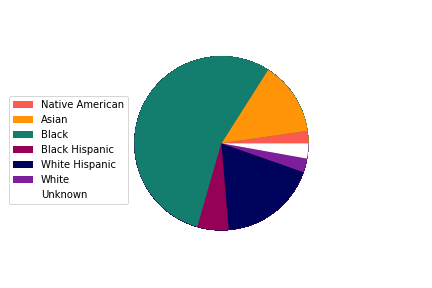 Native American
Asian
Black
Black Hispanic
White Hispanic
White
Unknown